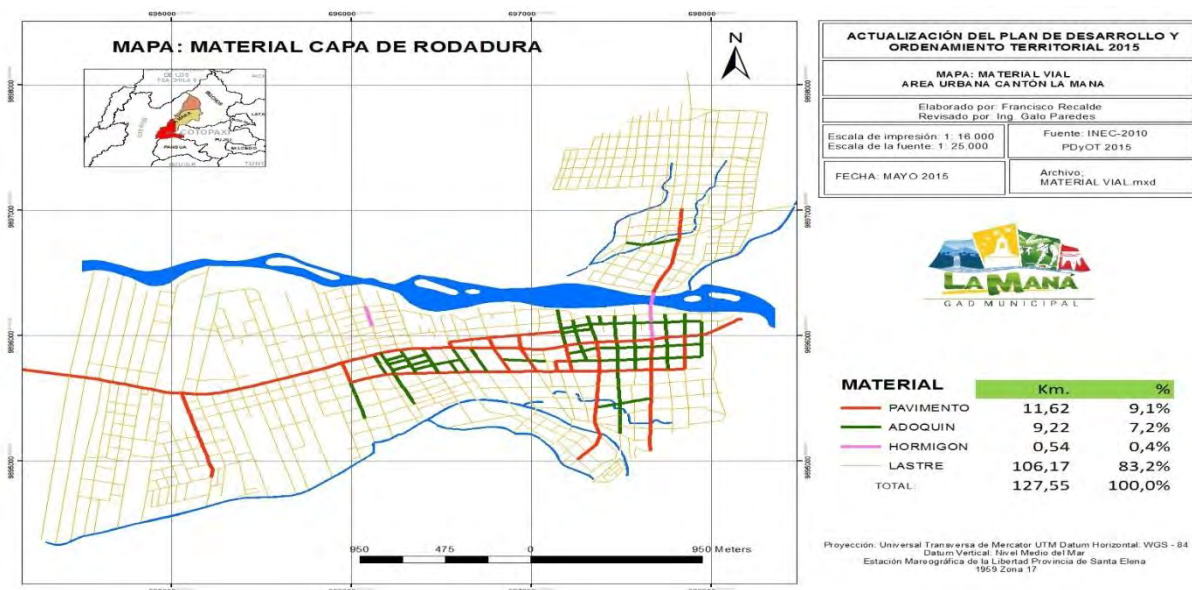 MAPA: MATERIAL CAPA DE RODADURA
N
695000
696000
697000
698000
9898000
9897000
9896000
9895000
COTOPAXI
PANGUA
950 475 0 950 Meters
ACTUALIZACIÓN DEL PLAN DE DESARROLLO Y
ORDENAMIENTO TERRITORIAL 2015
MAPA: MATERIAL VIAL
AREA URBANA CANTÓN LA MANA
Elaborado por: Francisco Recalde
Revisado por: Ing. Galo Paredes
Escala de impresión: 1: 16.000
Escala de la fuente: 1: 25.000
Fuente: INEC-2010
PDyOT 2015
FECHA: MAYO 2015
Archivo;
MATERIAL VIAL.mxd
LA MANÁ
GAD MUNICIPAL
MATERIAL Km. %
PAVIMENTO 11,62 9,1%
ADOQUIN 9,22 7,2%
HORMIGON 0,54 0,4%
LASTRE 106,17 83,2%
TOTAL: 127,55 100,0%
Proyección: Universal Transversa de Mercator UTM Datum Horizontal: WGS - 84
Datum Vertical: Nivel Medio del Mar
Estación Mareográfica de la Libertad Provincia de Santa Elena
1959 Zona 17